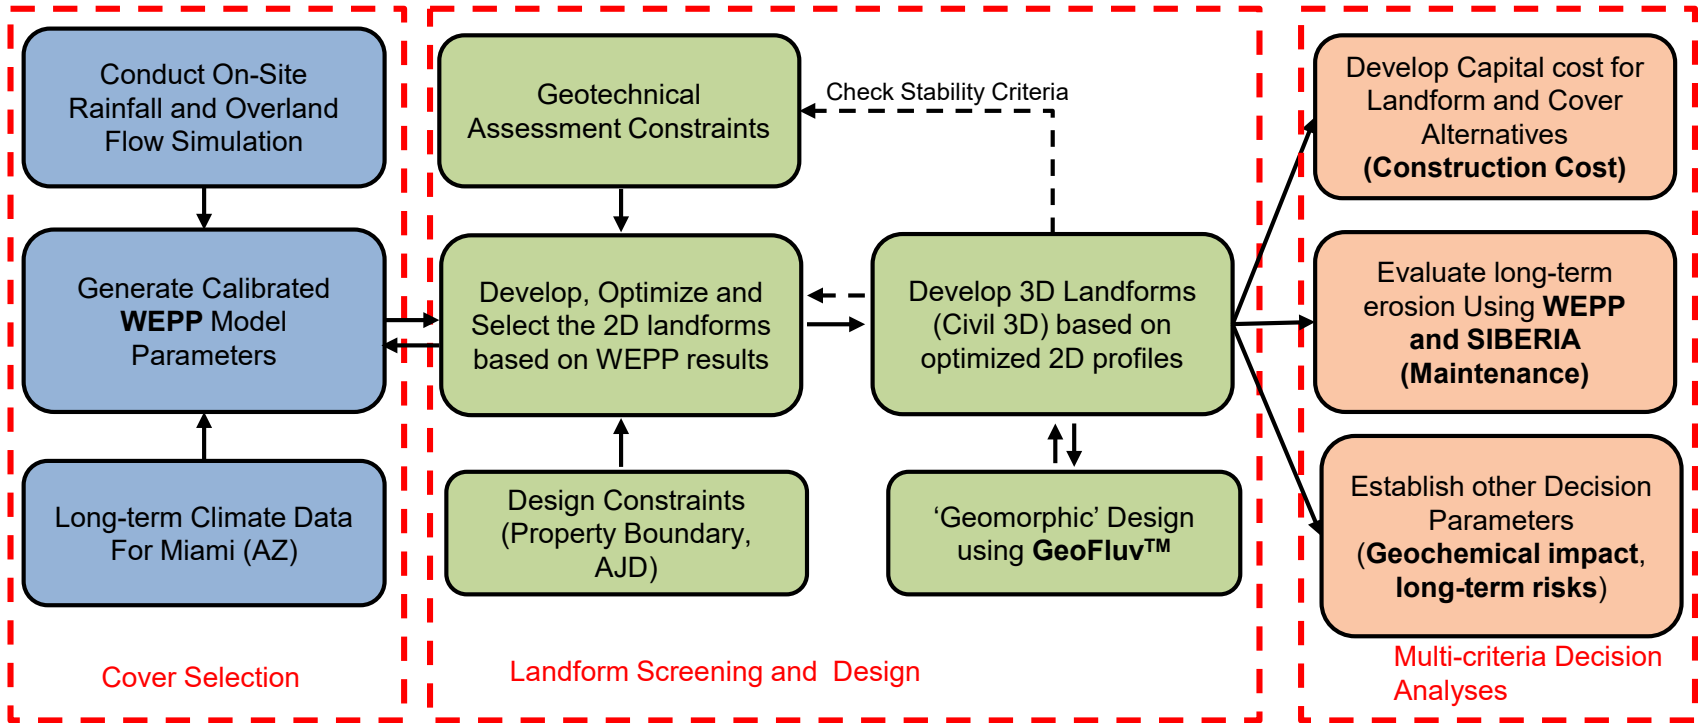 Conduct On-Site
Rainfall and Overland
Flow Simulation
Generate Calibrated
WEPP Model
Parameters
Long-term Climate Data
For Miami (AZ)
Cover Selection
Geotechnical
Assessment Constraints
Check Stability Criteria
Develop, Optimize and
Select the 2D landforms
based on WEPP results
Develop 3D Landforms
(Civil 3D) based on
optimized 2D profiles
Design Constraints
(Property Boundary,
AJD)
‘Geomorphic’ Design
using GeoFluv™
Landform Screening and Design
Develop Capital cost for
Landform and Cover
Alternatives
(Construction Cost)
Evaluate long-term
erosion Using WEPP
and SIBERIA
(Maintenance)
Establish other Decision
Parameters
(Geochemical impact,
long-term risks)
Multi-criteria Decision
Analyses